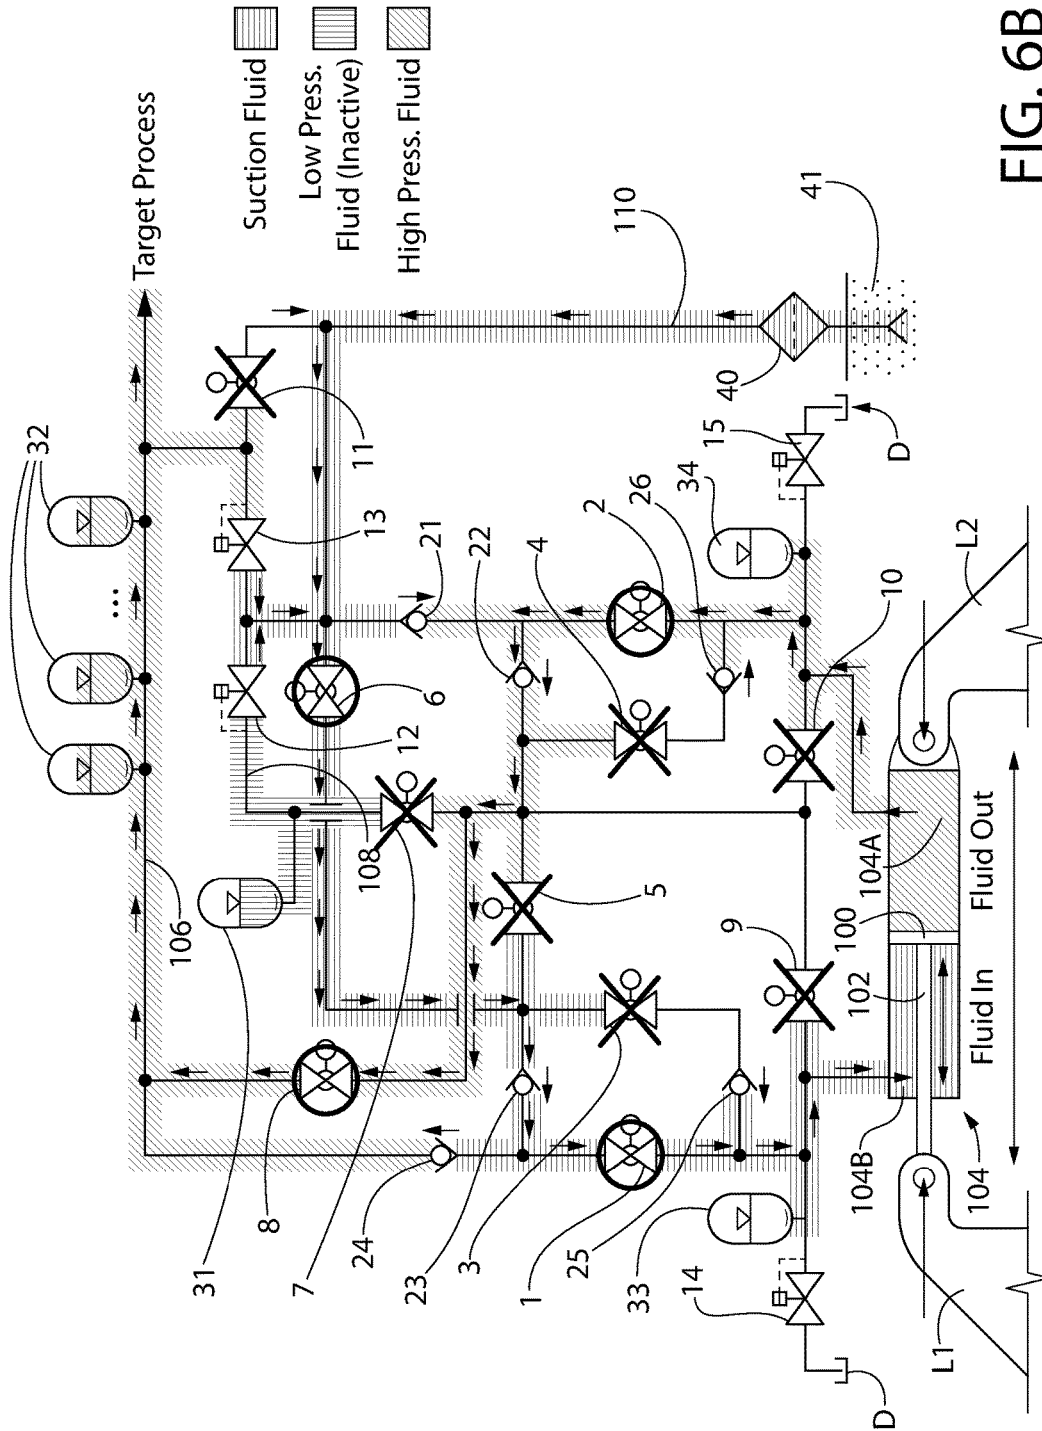 Target Process
Suction Fluid
Low Press.
Fluid (Inactive)
High Press. Fluid
32
...
106
31
108
12
13
11
110
6
21
22
4
2
26
34
15
40
41
D
8
7
24
23
3
1
25
33
14
5
9
10
D
L1
104B
104
102
100
104A
Fluid In
Fluid Out
L2
FIG. 6B